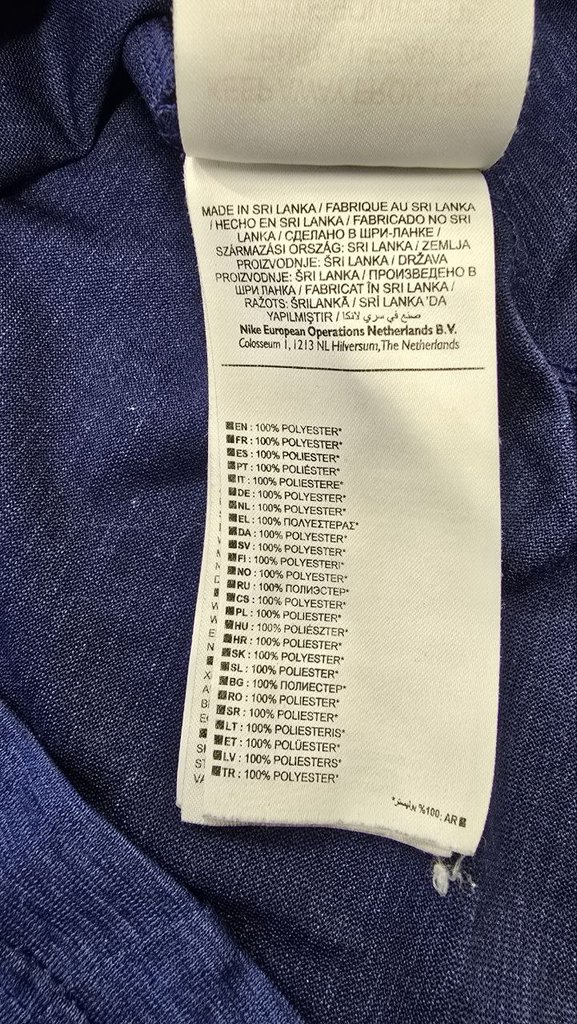 MADE IN SRI LANKA / FABRIQUE AU SRI LANKA
/ HECHO EN SRI LANKA / FABRICADO NO SRI
LANKA / СДЕЛАНО В ШРИ-ЛАНКЕ /
SZÁRMAZÁSI ORSZÁG: SRI LANKA / ZEMLJA
PROIZVODNJE: ŠRI LANKA / DRŽAVA
PROIZVODNJE: ŠRI LANKA / ПРОИЗВЕДЕНО В
ШРИ ЛАНКА / FABRICAT ÎN SRI LANKA /
RAŽOTS: ŠRILANKĀ / SRİ LANKA 'DA
YAPILMIŞTIR / صنع في سري لانكا
Nike European Operations Netherlands B.V.
Colosseum 1, 1213 NL Hilversum, The Netherlands
EN : 100% POLYESTER*
FR : 100% POLYESTER*
ES : 100% POLIÉSTER*
PT : 100% POLIÉSTER*
IT : 100% POLIESTERE*
DE : 100% POLYESTER*
NL : 100% POLYESTER*
EL : 100% ΠΟΛΥΕΣΤΕΡΑΣ*
DA : 100% POLYESTER*
SV : 100% POLYESTER*
FI : 100% POLYESTERI*
NO : 100% POLYESTER*
RU : 100% ПОЛИЭСТЕР*
CS : 100% POLYESTER*
PL : 100% POLIESTER*
HU : 100% POLIÉSZTER*
HR : 100% POLIESTER*
SK : 100% POLYESTER*
SL : 100% POLIESTER*
BG : 100% ПОЛИЕСТЕР*
RO : 100% POLIESTER*
SR : 100% POLIESTER*
LT : 100% POLIESTERIS*
ET : 100% POLÜESTER*
LV : 100% POLIESTERS*
TR : 100% POLYESTER*
AR :100% بوليستر*